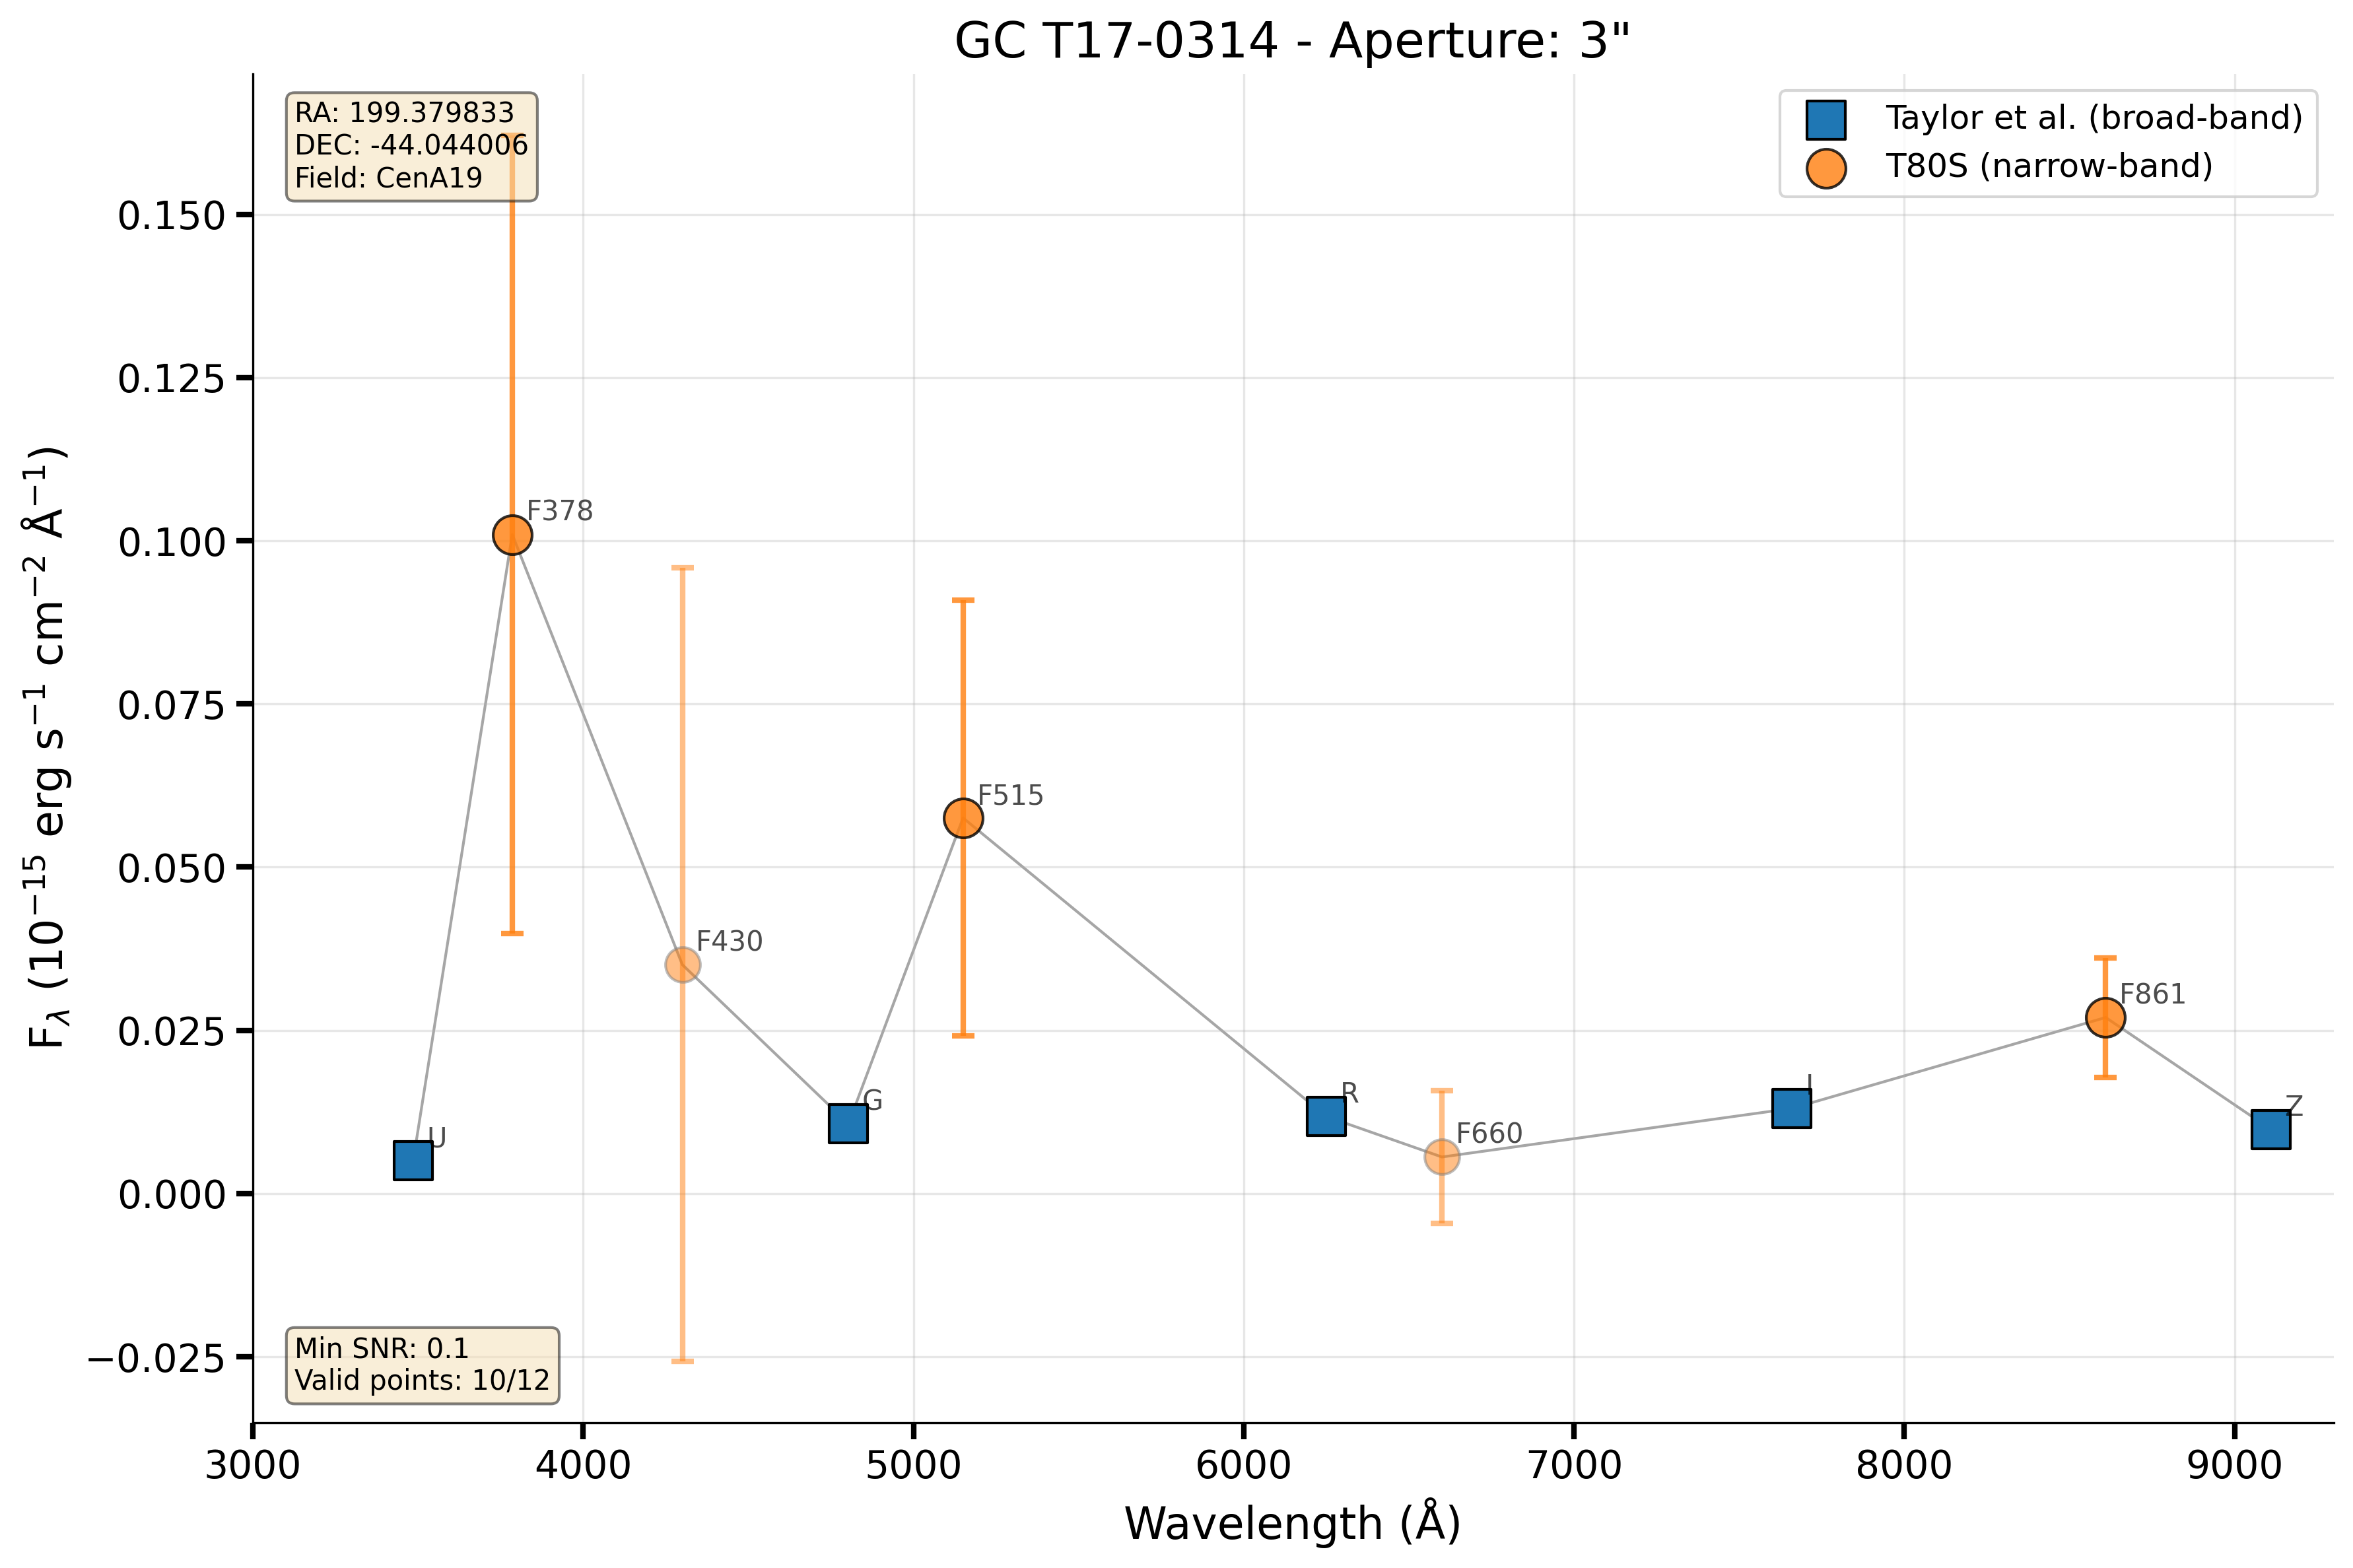 GC T17-0314 - Aperture: 3"
RA: 199.379833
DEC: -44.044006
Field: CenA19
Taylor et al. (broad-band)
T80S (narrow-band)
0.150
0.125
0.100
0.075
0.050
0.025
0.000
−0.025
F378
F430
F515
F861
F660
U
G
R
I
Z
Min SNR: 0.1
Valid points: 10/12
3000 4000 5000 6000 7000 8000 9000
Wavelength (Å)
Fλ (10⁻¹⁵ erg s⁻¹ cm⁻² Å⁻¹)